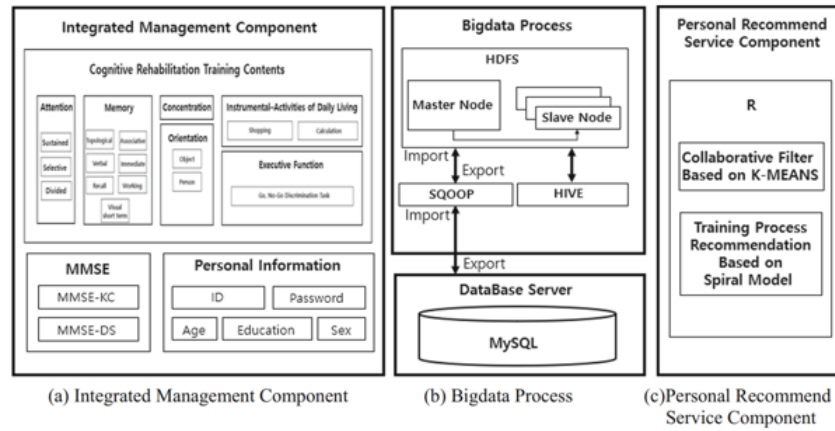 Integrated Management Component
Cognitive Rehabilitation Training Contents
Attention
Sustained
Selective
Divided
Memory
Topological
Associative
Verbal
Immediate
Recall
Working
Visual
short term
Concentration
Orientation
Object
Person
Instrumental-Activities of Daily Living
Shopping
Calculation
Executive Function
Go, No-Go Discrimination Task
MMSE
MMSE-KC
MMSE-DS
Personal Information
ID
Password
Age
Education
Sex
(a) Integrated Management Component
Bigdata Process
HDFS
Master Node
Slave Node
Import
Export
SQOOP
HIVE
Import
Export
DataBase Server
MySQL
(b) Bigdata Process
Personal Recommend
Service Component
R
Collaborative Filter
Based on K-MEANS
Training Process
Recommendation
Based on
Spiral Model
(c)Personal Recommend
Service Component